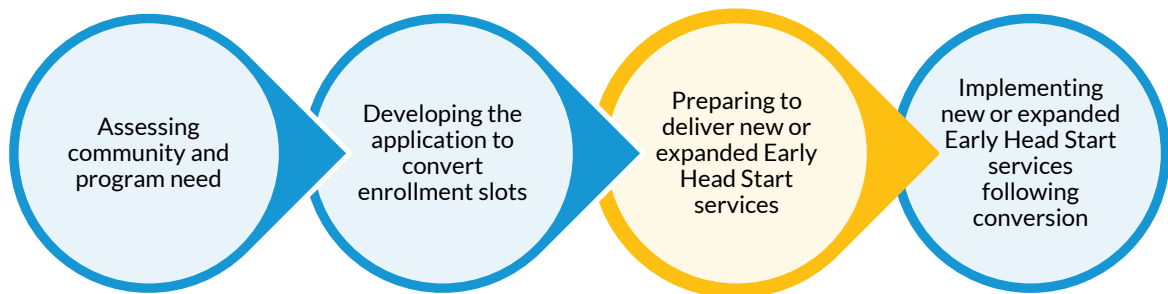 Assessing
community and
program need
Developing the
application to
convert
enrollment slots
Preparing to
deliver new or
expanded Early
Head Start
services
Implementing
new or expanded
Early Head Start
services
following
conversion